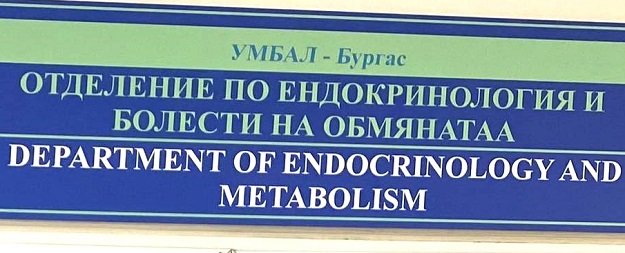 УМБАЛ - Бургас
ОТДЕЛЕНИЕ ПО ЕНДОКРИНОЛОГИЯ И
БОЛЕСТИ НА ОБМЯНАТАА
DEPARTMENT OF ENDOCRINOLOGY AND
METABOLISM